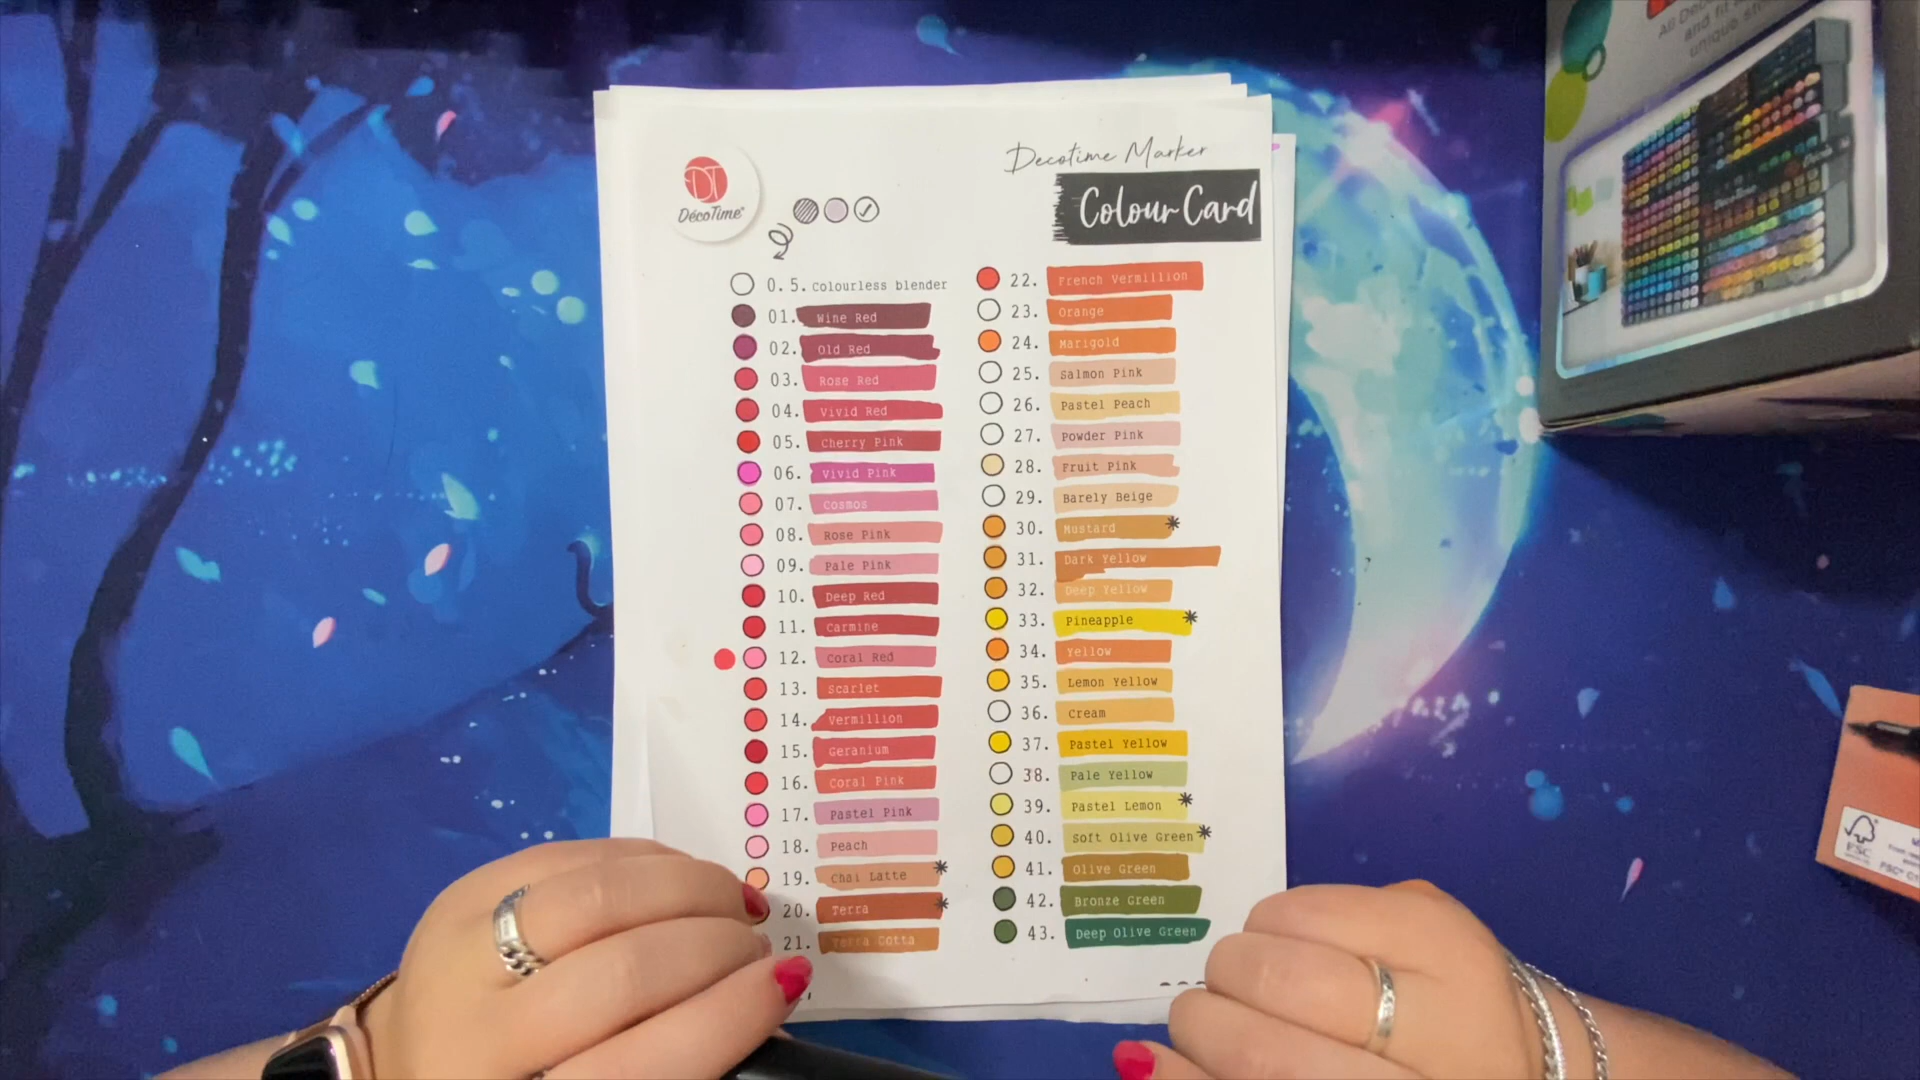 DT
DécoTime
Decotime Marker
Colour Card
0.5. Colourless blender
01. Wine Red
02. Old Red
03. Rose Red
04. Vivid Red
05. Cherry Pink
06. Vivid Pink
07. Cosmos
08. Rose Pink
09. Pale Pink
10. Deep Red
11. Carmine
12. Coral Red
13. Scarlet
14. Vermillion
15. Geranium
16. Coral Pink
17. Pastel Pink
18. Peach
19. Chai Latte *
20. Terra *
21. Terra Cotta
22. French Vermillion
23. Orange
24. Marigold
25. Salmon Pink
26. Pastel Peach
27. Powder Pink
28. Fruit Pink
29. Barely Beige
30. Mustard *
31. Dark Yellow
32. Deep Yellow
33. Pineapple *
34. Yellow
35. Lemon Yellow
36. Cream
37. Pastel Yellow
38. Pale Yellow
39. Pastel Lemon *
40. Soft Olive Green *
41. Olive Green
42. Bronze Green
43. Deep Olive Green
and fit
unique
DécoTime
FSC